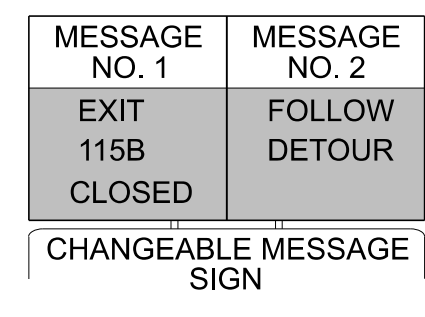 MESSAGE
NO. 1
MESSAGE
NO. 2
EXIT
115B
CLOSED
FOLLOW
DETOUR
CHANGEABLE MESSAGE
SIGN